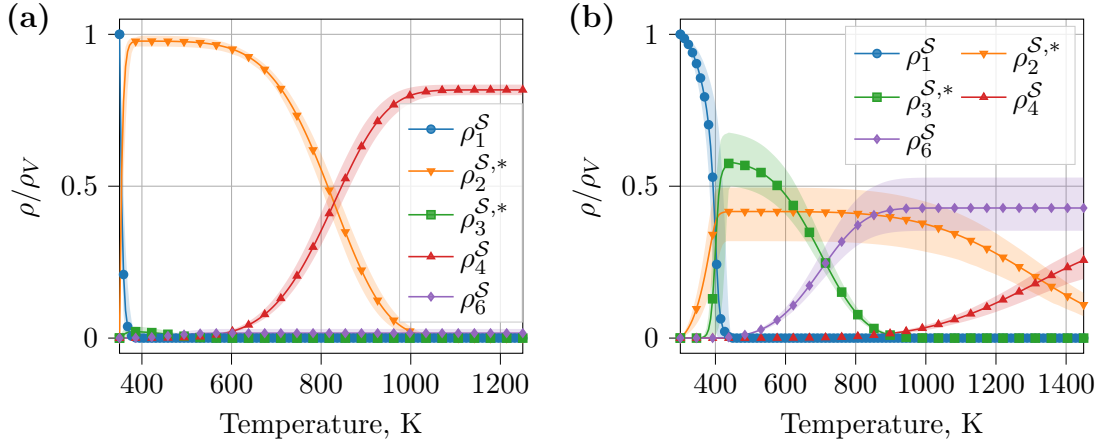 (a)
1
0.5
0
ρ/ρ_V
400 600 800 1000 1200
Temperature, K
ρ_1^𝒮
ρ_2^{𝒮,*}
ρ_3^{𝒮,*}
ρ_4^𝒮
ρ_6^𝒮
(b)
1
0.5
0
ρ/ρ_V
400 600 800 1000 1200 1400
Temperature, K
ρ_1^𝒮 ρ_2^{𝒮,*}
ρ_3^{𝒮,*} ρ_4^𝒮
ρ_6^𝒮